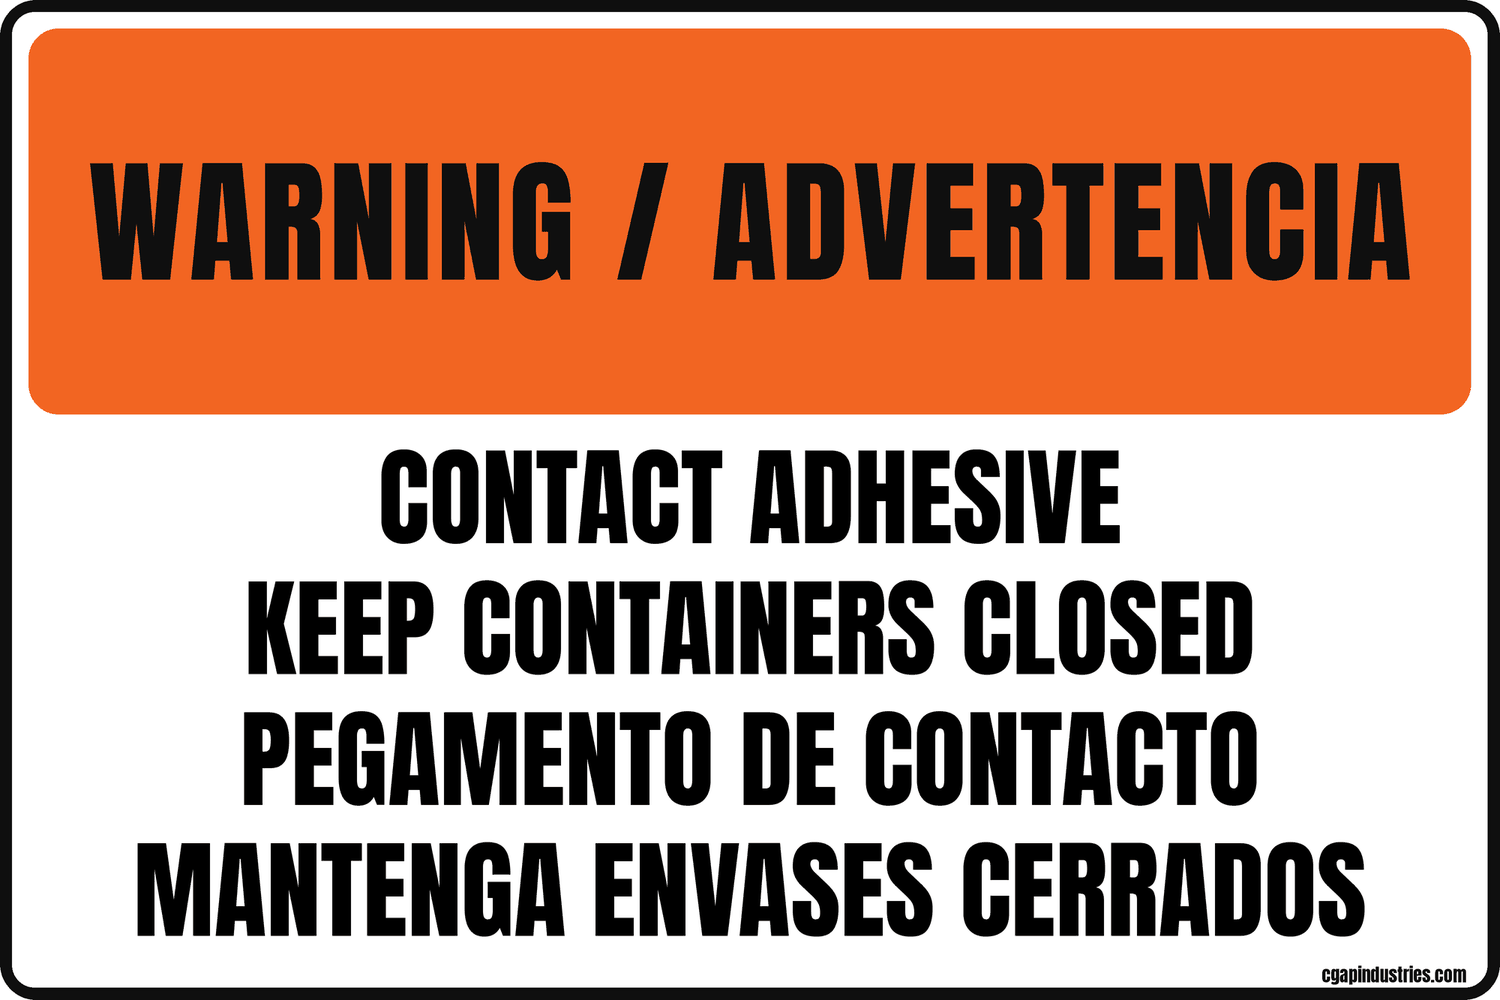 WARNING / ADVERTENCIA
CONTACT ADHESIVE
KEEP CONTAINERS CLOSED
PEGAMENTO DE CONTACTO
MANTENGA ENVASES CERRADOS
cgapindustries.com